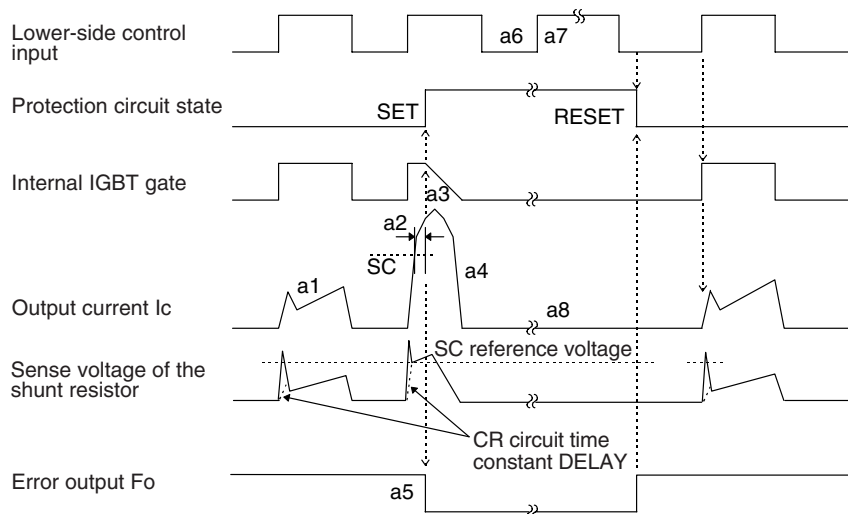 Lower-side control
input
a6
a7
Protection circuit state
SET
RESET
Internal IGBT gate
a3
a2
SC
a4
a1
Output current Ic
a8
SC reference voltage
Sense voltage of the
shunt resistor
CR circuit time
constant DELAY
Error output Fo
a5